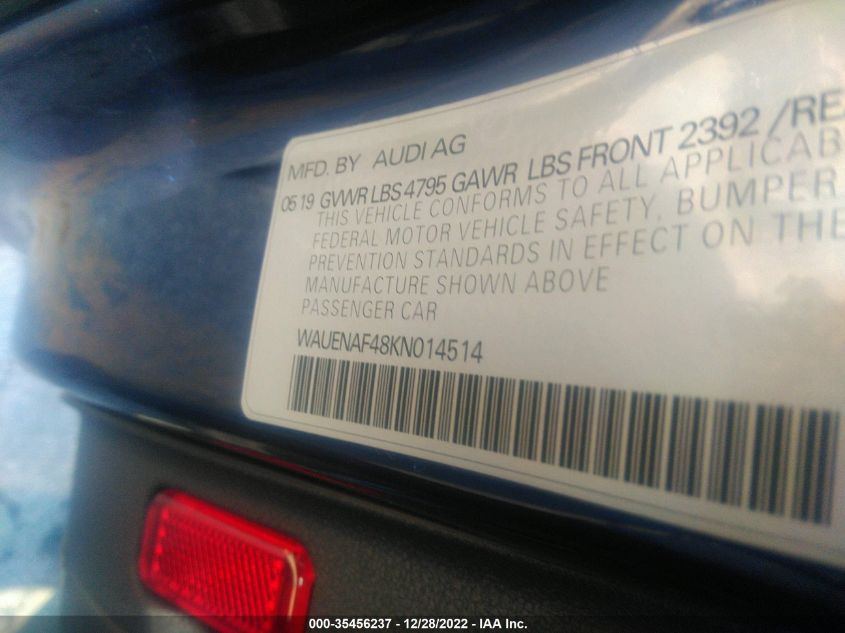 MFD. BY AUDI AG
05 19 GVWR LBS 4795 GAWR LBS FRONT 2392 /REA
THIS VEHICLE CONFORMS TO ALL APPLICAB
FEDERAL MOTOR VEHICLE SAFETY, BUMPER
PREVENTION STANDARDS IN EFFECT ON THE
MANUFACTURE SHOWN ABOVE
PASSENGER CAR
WAUENAF48KN014514
000-35456237 - 12/28/2022 - IAA Inc.